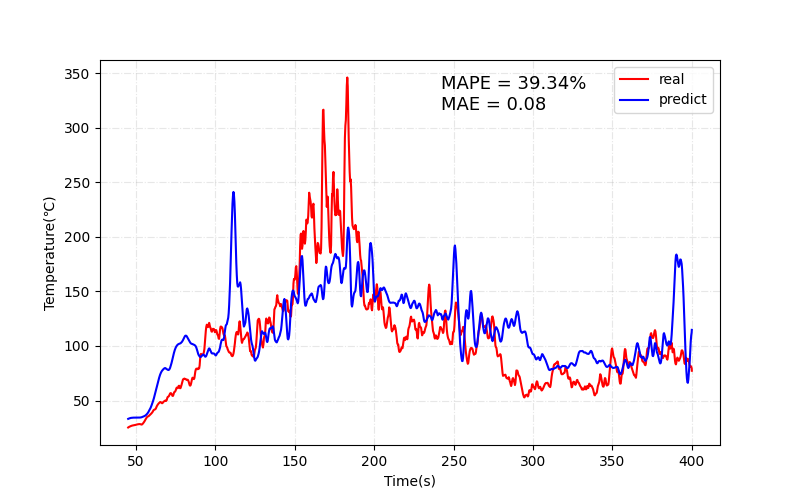 MAPE = 39.34%
MAE = 0.08
real
predict
350
300
250
200
150
100
50
Temperature(℃)
50 100 150 200 250 300 350 400
Time(s)